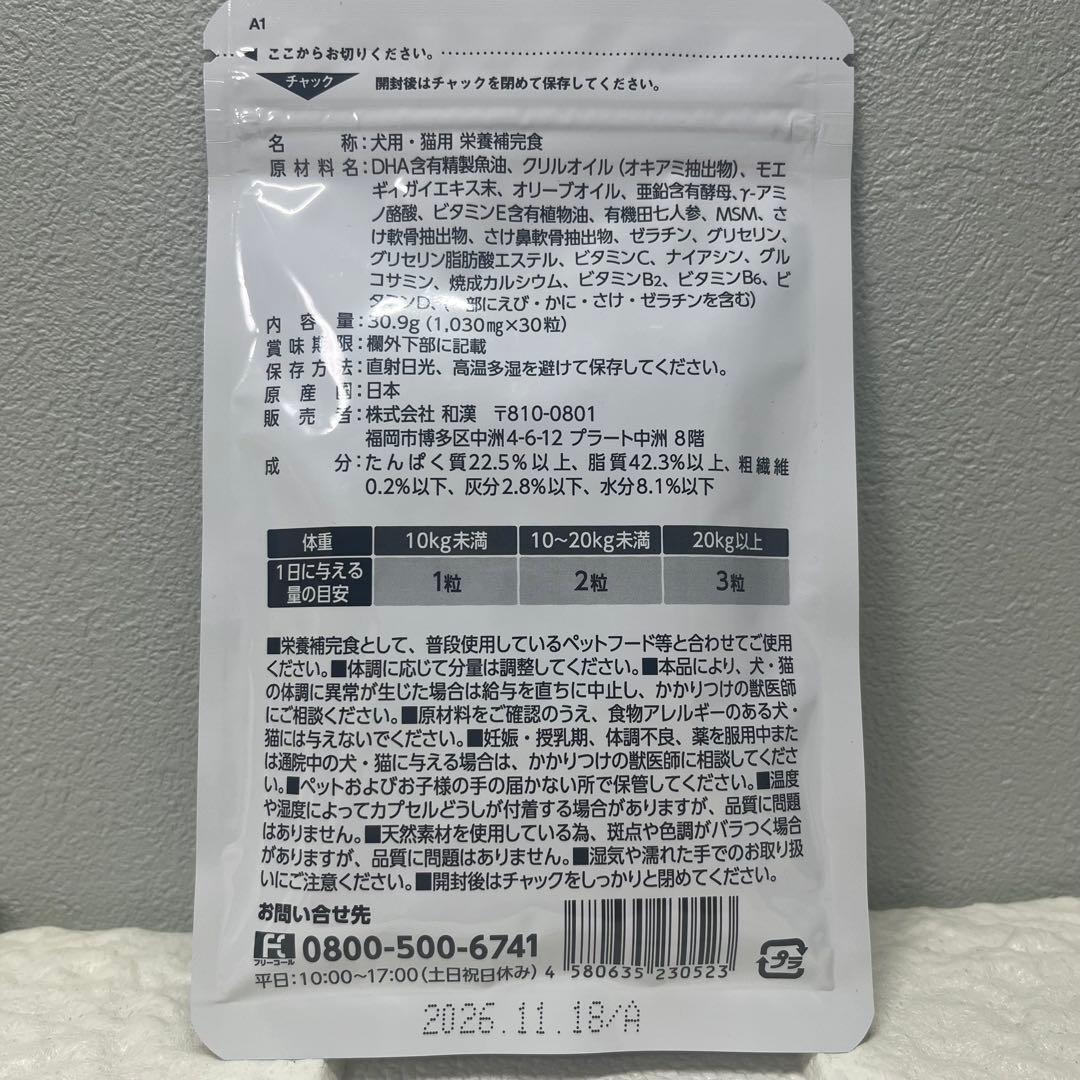 A1
ここからお切りください。
チャック 開封後はチャックを閉めて保存してください。
名称:犬用・猫用 栄養補完食
原材料名:DHA含有精製魚油、クリルオイル(オキアミ抽出物)、モエ
ギイガイエキス末、オリーブオイル、亜鉛含有酵母、γ-アミ
ノ酪酸、ビタミンE含有植物油、有機田七人参、MSM、さ
け軟骨抽出物、さけ鼻軟骨抽出物、ゼラチン、グリセリン、
グリセリン脂肪酸エステル、ビタミンC、ナイアシン、グル
コサミン、焼成カルシウム、ビタミンB2、ビタミンB6、ビ
タミンD、(部にえび・かに・さけ・ゼラチンを含む)
内容量:30.9g(1,030mg×30粒)
賞味期限:欄外下部に記載
保存方法:直射日光、高温多湿を避けて保存してください。
原産国:日本
販売者:株式会社 和漢 〒810-0801
福岡市博多区中洲4-6-12 プラート中洲 8階
成分:たんぱく質22.5%以上、脂質42.3%以上、粗繊維
0.2%以下、灰分2.8%以下、水分8.1%以下
体重 10kg未満 10〜20kg未満 20kg以上
1日に与える
量の目安 1粒 2粒 3粒
■栄養補完食として、普段使用しているペットフード等と合わせてご使用
ください。■体調に応じて分量は調整してください。■本品により、犬・猫
の体調に異常が生じた場合は給与を直ちに中止し、かかりつけの獣医師
にご相談ください。■原材料をご確認のうえ、食物アレルギーのある犬・
猫には与えないでください。■妊娠・授乳期、体調不良、薬を服用中また
は通院中の犬・猫に与える場合は、かかりつけの獣医師に相談してくださ
い。■ペットおよびお子様の手の届かない所で保管してください。■温度
や湿度によってカプセルどうしが付着する場合がありますが、品質に問題
はありません。■天然素材を使用している為、斑点や色調がバラつく場合
がありますが、品質に問題はありません。■湿気や濡れた手でのお取り扱
いにご注意ください。■開封後はチャックをしっかりと閉めてください。
お問い合せ先
フリーコール 0800-500-6741
平日:10:00〜17:00(土日祝日休み)
4 580635 230523
プラ
2026.11.18/A